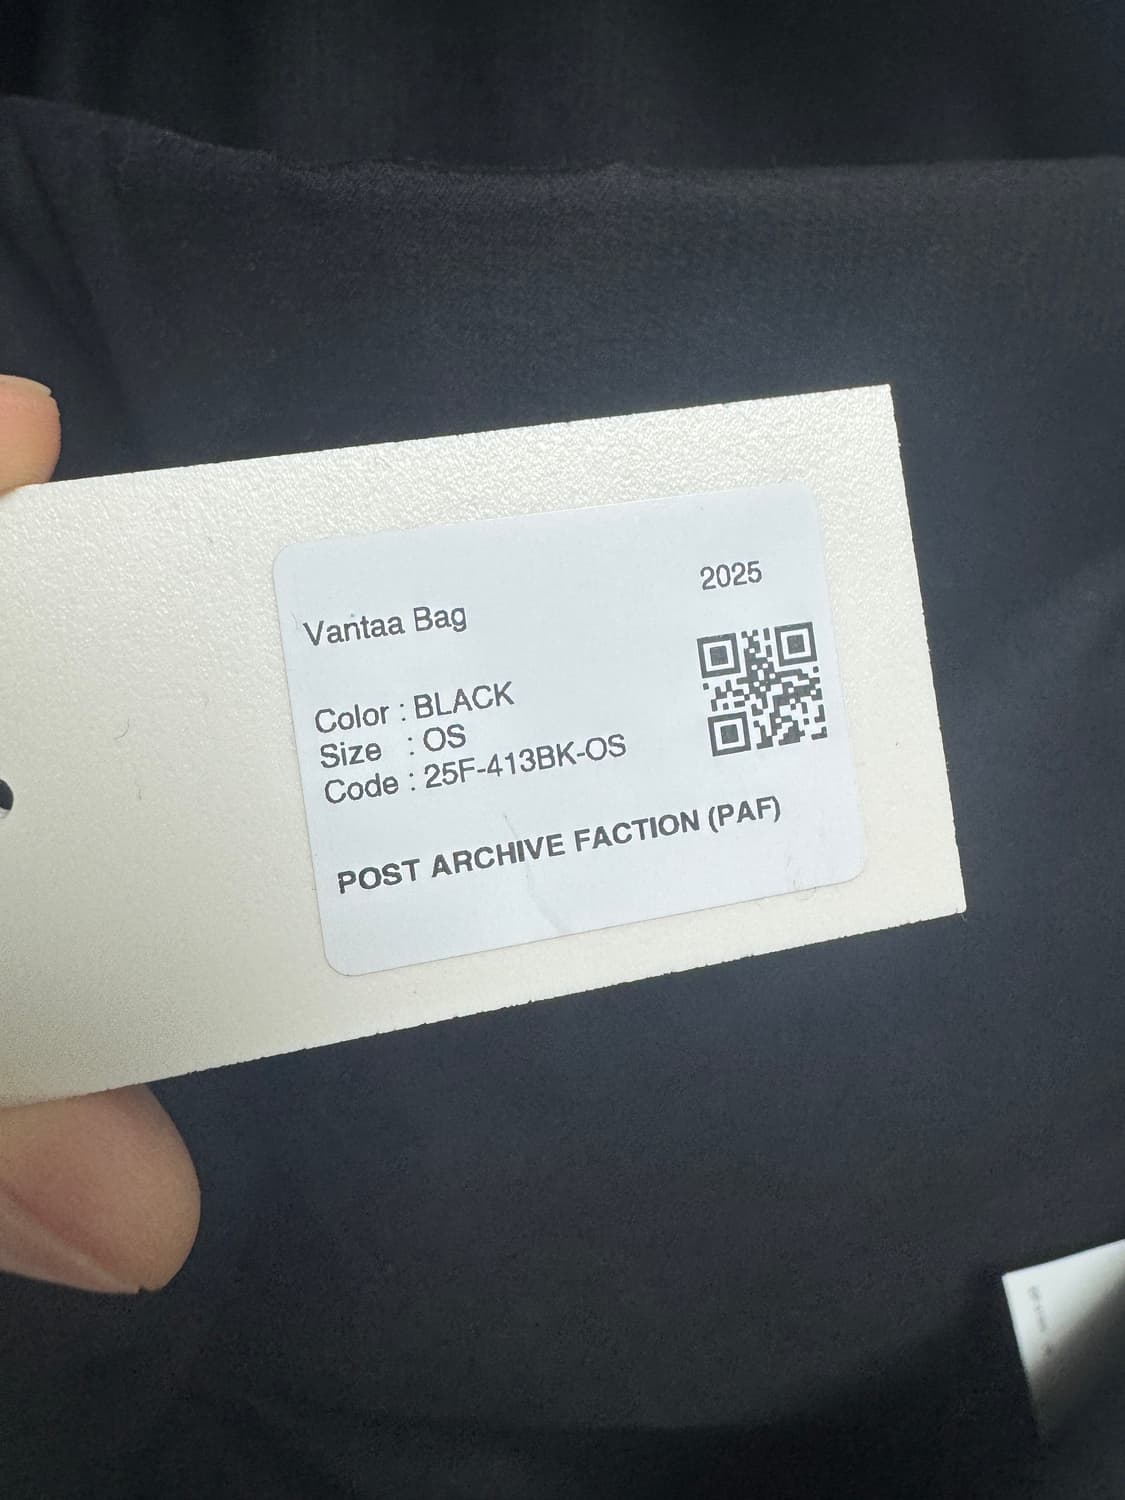 2025
Vantaa Bag
Color : BLACK
Size : OS
Code : 25F-413BK-OS
POST ARCHIVE FACTION (PAF)